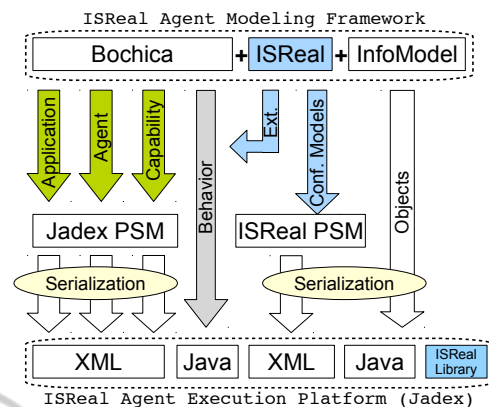 ISReal Agent Modeling Framework
Bochica + ISReal + InfoModel
Application
Agent
Capability
Behavior
Ext.
Conf. Models
Objects
Jadex PSM
ISReal PSM
Serialization
Serialization
XML
Java
XML
Java
ISReal
Library
ISReal Agent Execution Platform (Jadex)